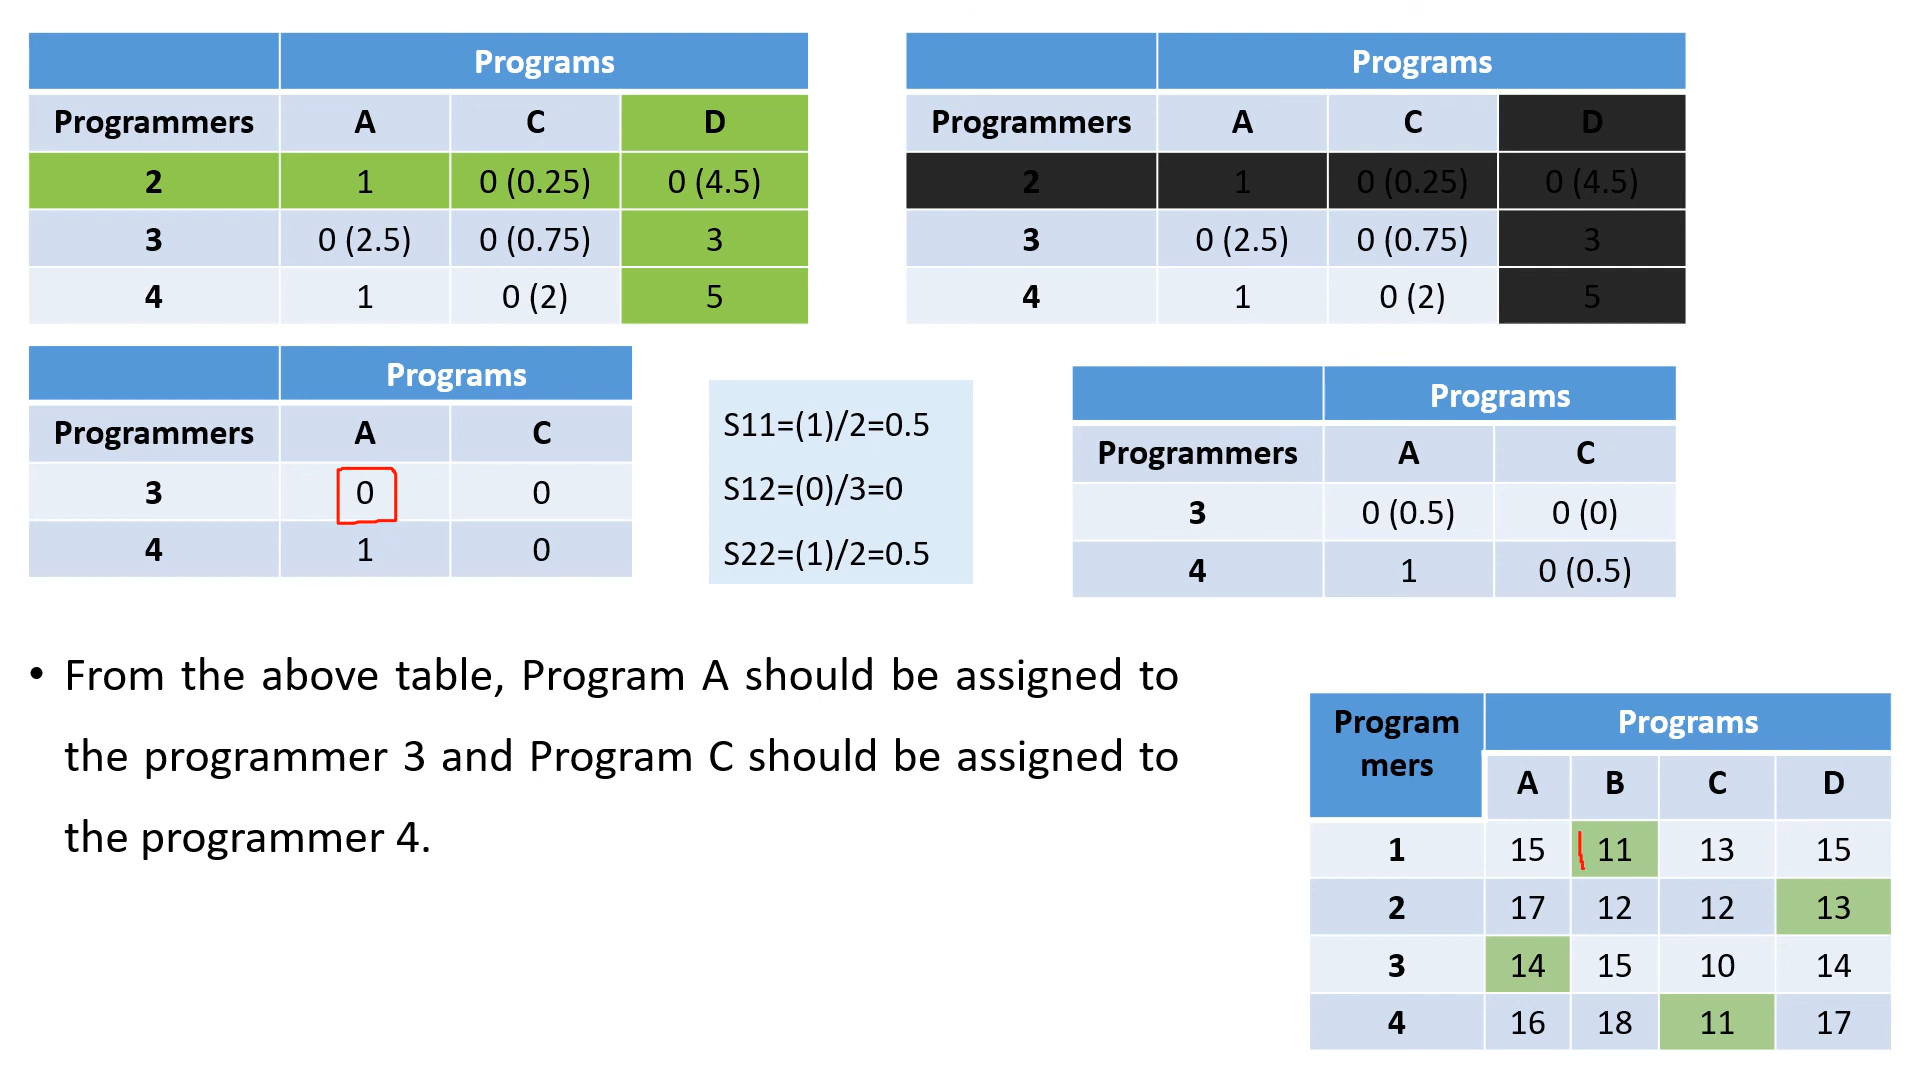 Programs
Programmers A C D
2 1 0 (0.25) 0 (4.5)
3 0 (2.5) 0 (0.75) 3
4 1 0 (2) 5
Programs
Programmers A C D
2 1 0 (0.25) 0 (4.5)
3 0 (2.5) 0 (0.75) 3
4 1 0 (2) 5
Programs
Programmers A C
3 0 0
4 1 0
S11=(1)/2=0.5
S12=(0)/3=0
S22=(1)/2=0.5
Programs
Programmers A C
3 0 (0.5) 0 (0)
4 1 0 (0.5)
• From the above table, Program A should be assigned to
the programmer 3 and Program C should be assigned to
the programmer 4.
Program
mers
Programs
A B C D
1 15 11 13 15
2 17 12 12 13
3 14 15 10 14
4 16 18 11 17